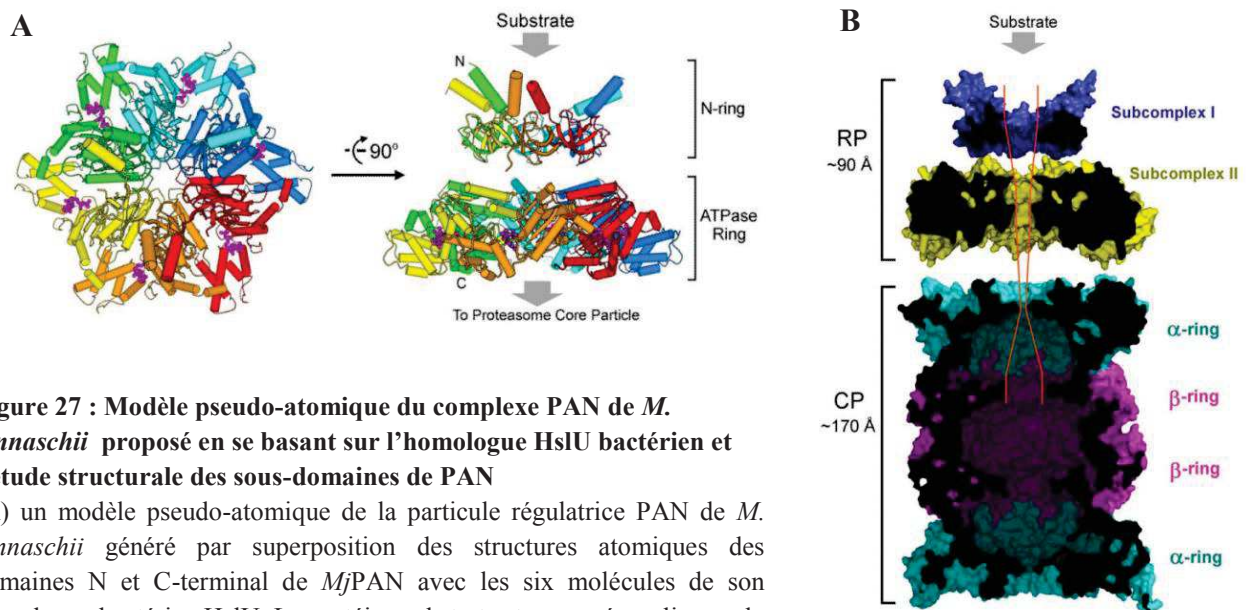 A
Substrate
N
N-ring
90°
ATPase
Ring
C
To Proteasome Core Particle
B
Substrate
Subcomplex I
RP
~90 Å
Subcomplex II
α-ring
β-ring
CP
~170 Å
β-ring
α-ring
gure 27 : Modèle pseudo-atomique du complexe PAN de M.
nnaschii proposé en se basant sur l’homologue HslU bactérien et
étude structurale des sous-domaines de PAN
) un modèle pseudo-atomique de la particule régulatrice PAN de M.
nnaschii généré par superposition des structures atomiques des
maines N et C-terminal de MjPAN avec les six molécules de son